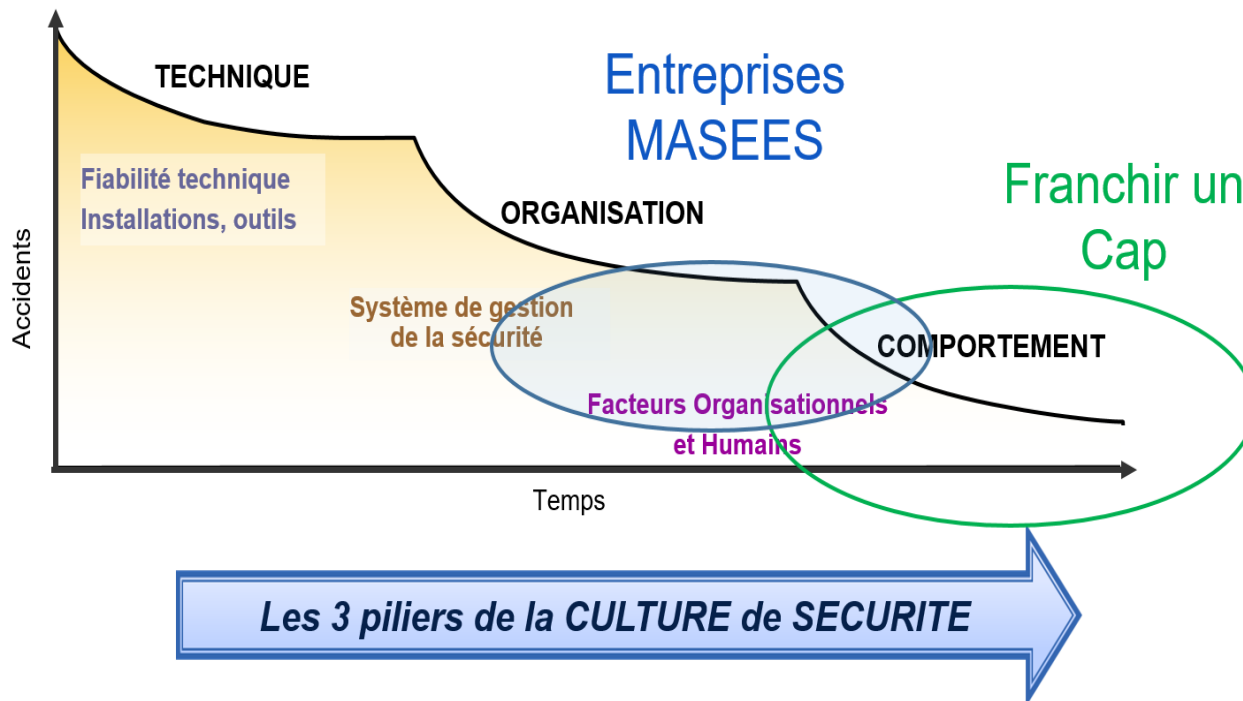 TECHNIQUE
Entreprises
MASEES
Fiabilité technique
Installations, outils
Franchir un
Cap
ORGANISATION
Accidents
Système de gestion
de la sécurité
COMPORTEMENT
Facteurs Organisationnels
et Humains
Temps
Les 3 piliers de la CULTURE de SECURITE